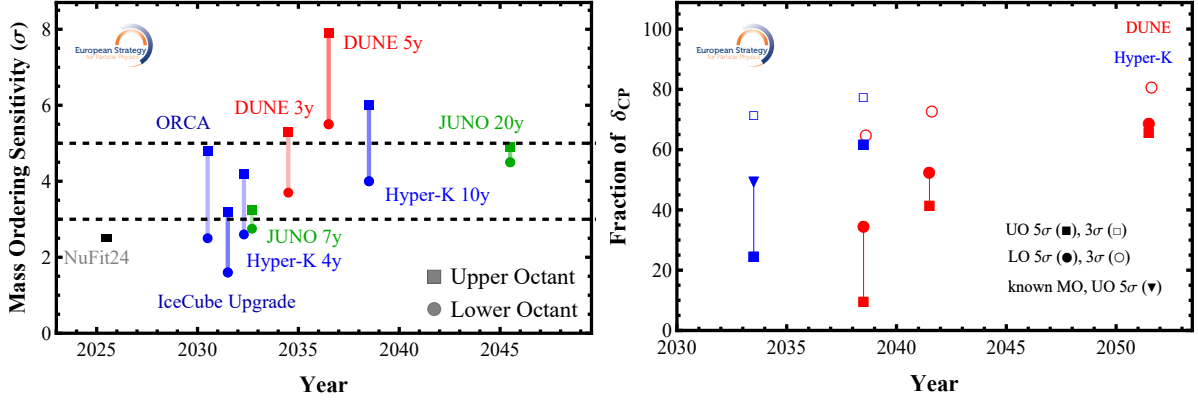 Mass Ordering Sensitivity (σ)
8
6
4
2
0
European Strategy
for Particle Physics
DUNE 5y
DUNE 3y
ORCA
JUNO 20y
Hyper-K 10y
NuFit24
JUNO 7y
Hyper-K 4y
IceCube Upgrade
■ Upper Octant
● Lower Octant
2025 2030 2035 2040 2045
Year
Fraction of δCP
100
80
60
40
20
0
European Strategy
for Particle Physics
DUNE
Hyper-K
UO 5σ (■), 3σ (□)
LO 5σ (●), 3σ (○)
known MO, UO 5σ (▼)
2030 2035 2040 2045 2050
Year